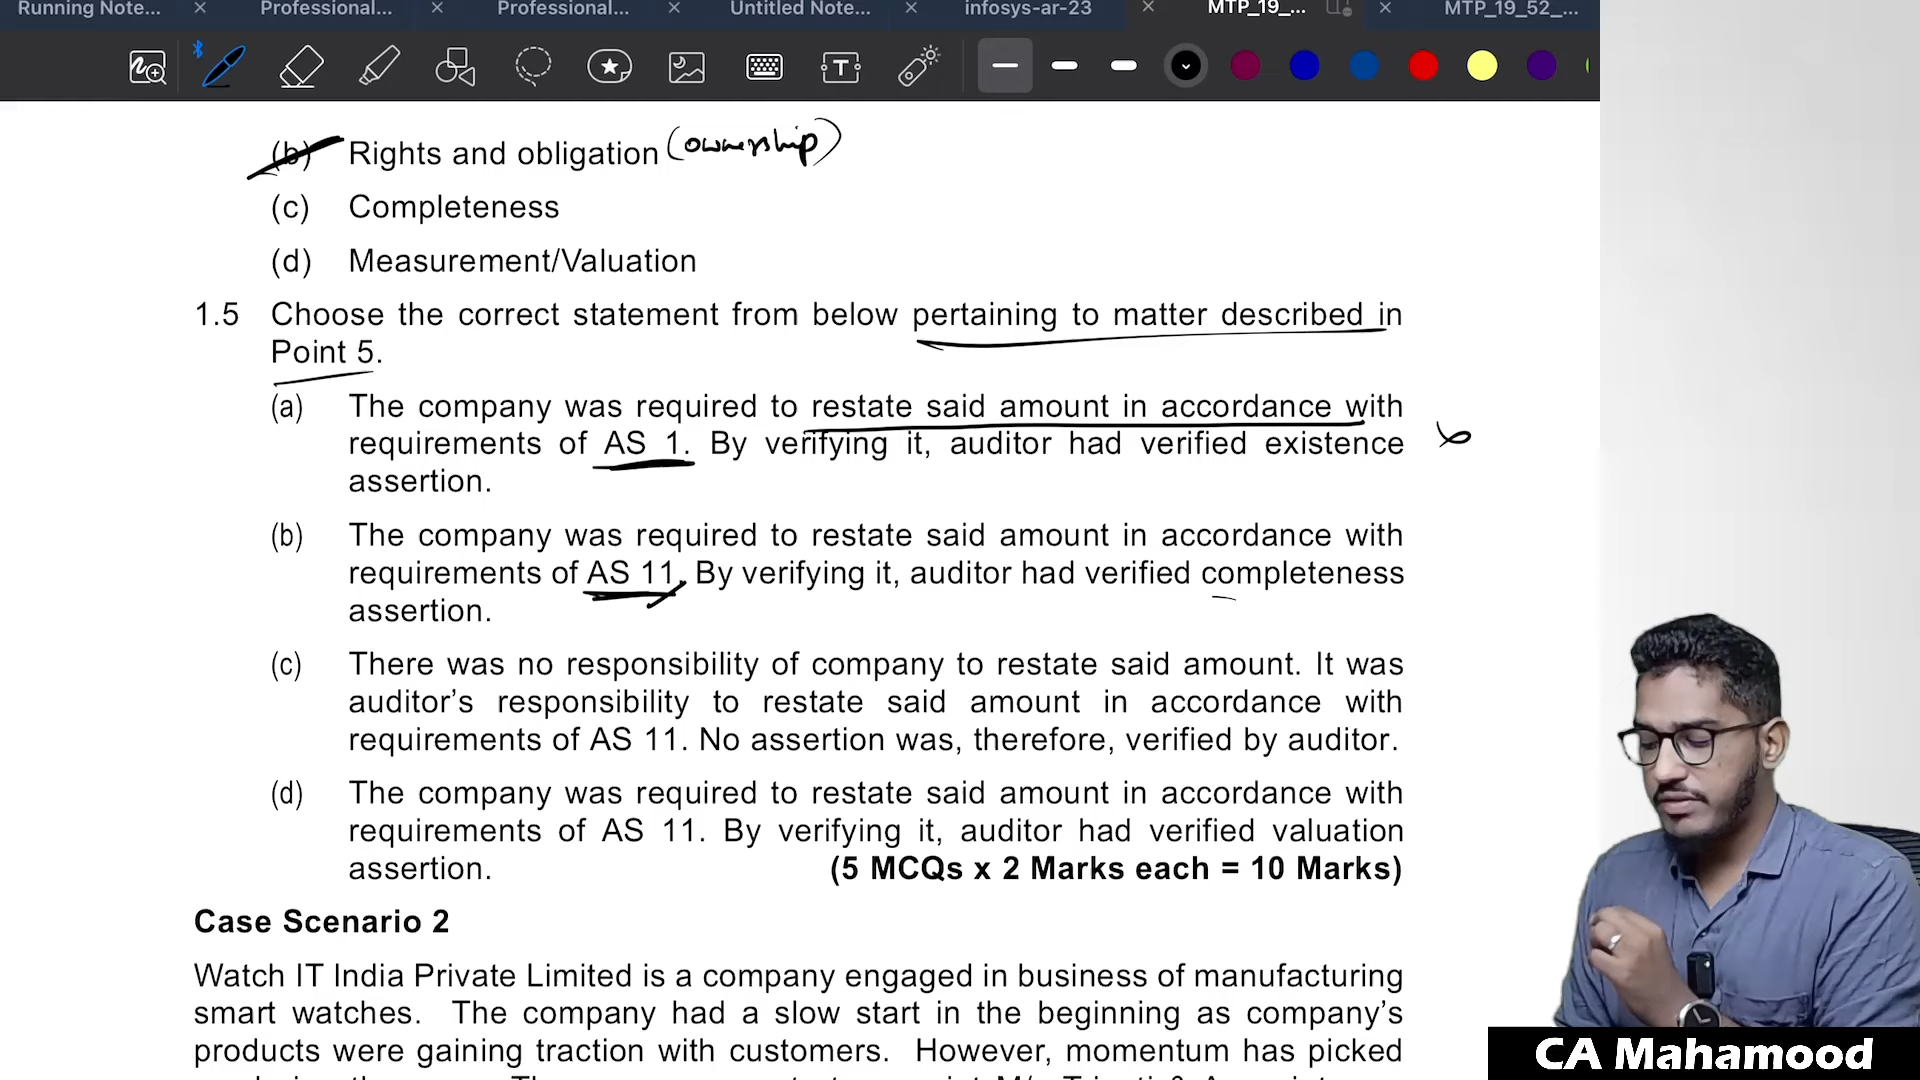 Running Note...
Professional...
Professional...
Untitled Note...
infosys-ar-23
MTP_19_...
MTP_19_52_...
(b) Rights and obligation (ownership)
(c) Completeness
(d) Measurement/Valuation
1.5 Choose the correct statement from below pertaining to matter described in
Point 5.
(a) The company was required to restate said amount in accordance with
requirements of AS 1. By verifying it, auditor had verified existence
assertion.
(b) The company was required to restate said amount in accordance with
requirements of AS 11. By verifying it, auditor had verified completeness
assertion.
(c) There was no responsibility of company to restate said amount. It was
auditor’s responsibility to restate said amount in accordance with
requirements of AS 11. No assertion was, therefore, verified by auditor.
(d) The company was required to restate said amount in accordance with
requirements of AS 11. By verifying it, auditor had verified valuation
assertion. (5 MCQs x 2 Marks each = 10 Marks)
Case Scenario 2
Watch IT India Private Limited is a company engaged in business of manufacturing
smart watches. The company had a slow start in the beginning as company’s
products were gaining traction with customers. However, momentum has picked
CA Mahamood